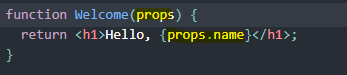 function Welcome(props) {
  return <h1>Hello, {props.name}</h1>;
}